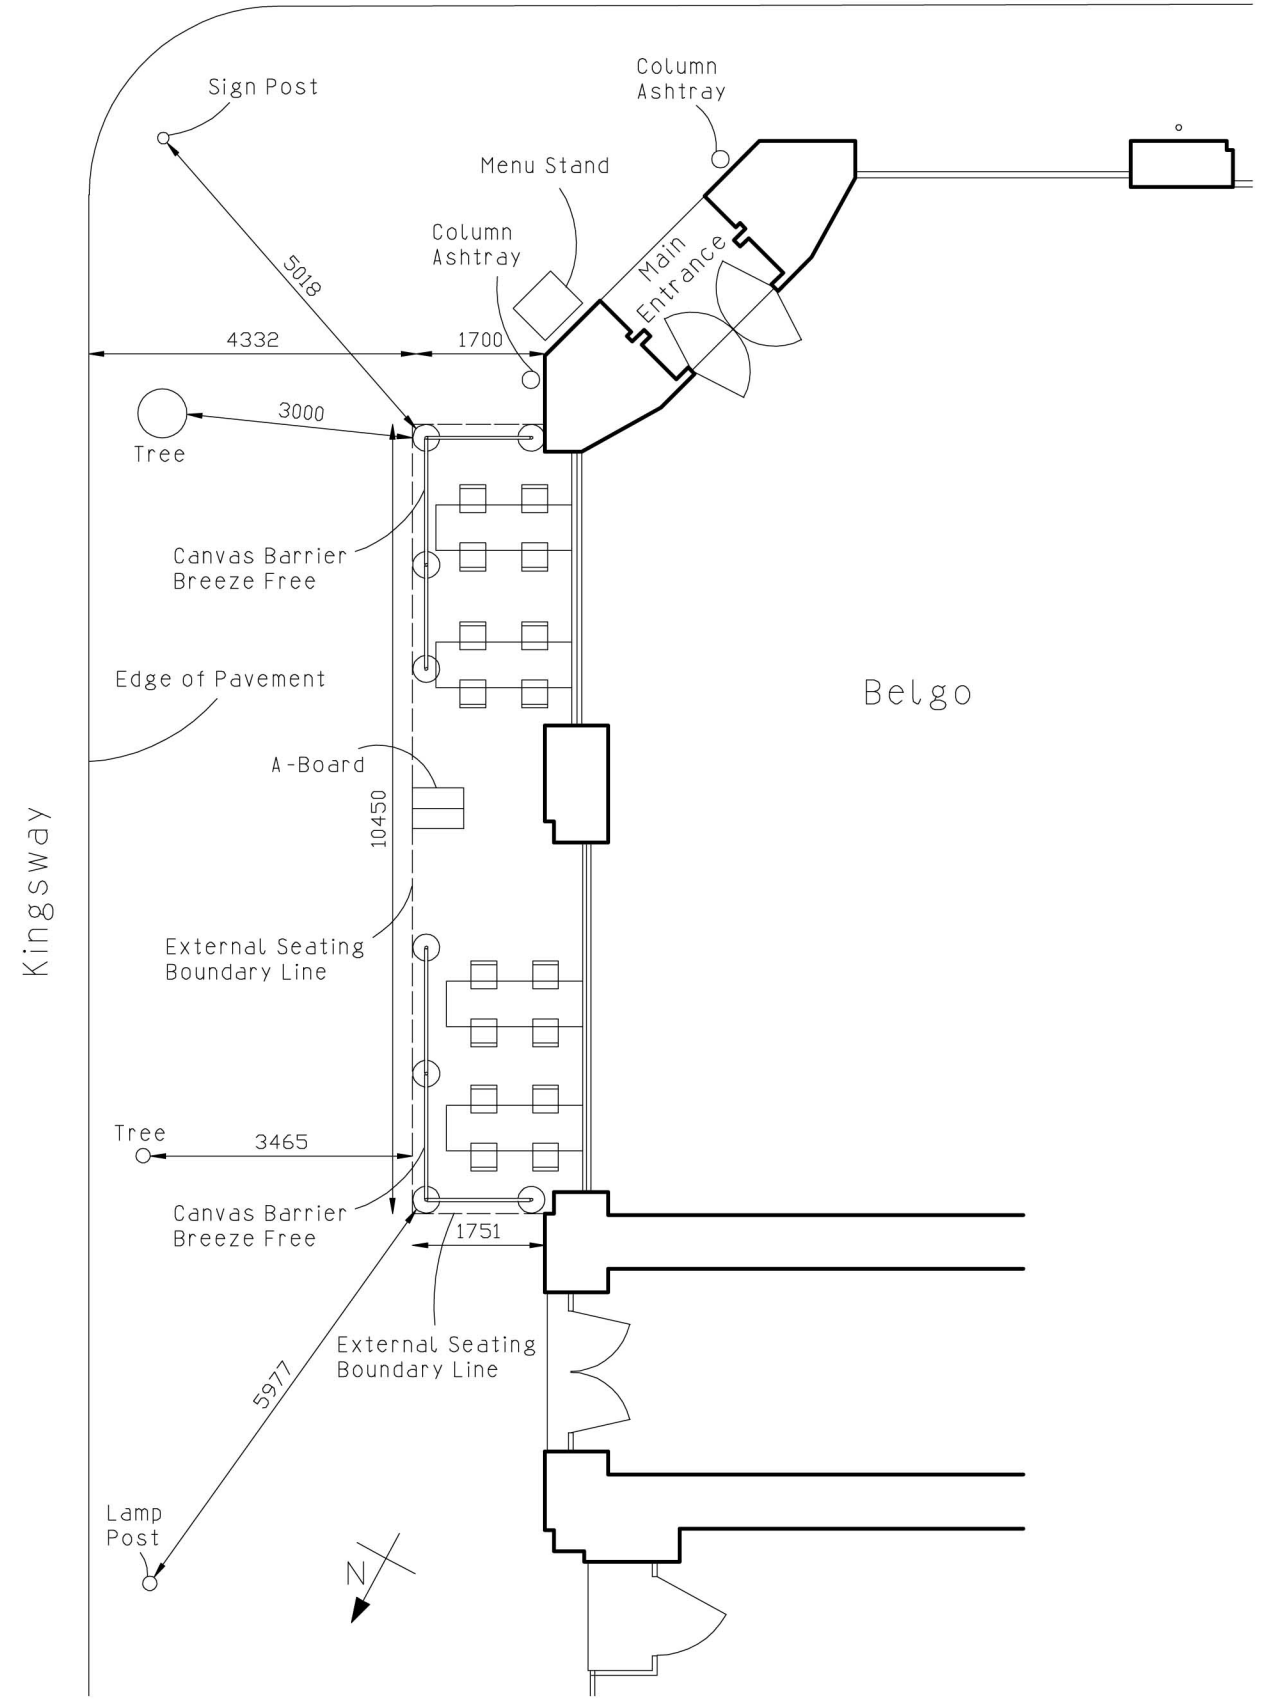 Sign Post
Column
Ashtray
Menu Stand
Column
Ashtray
Main
Entrance
5018
4332
1700
3000
Tree
Canvas Barrier
Breeze Free
Edge of Pavement
Belgo
A-Board
10450
Kingsway
External Seating
Boundary Line
Tree
3465
Canvas Barrier
Breeze Free
1751
External Seating
Boundary Line
5977
Lamp
Post
N